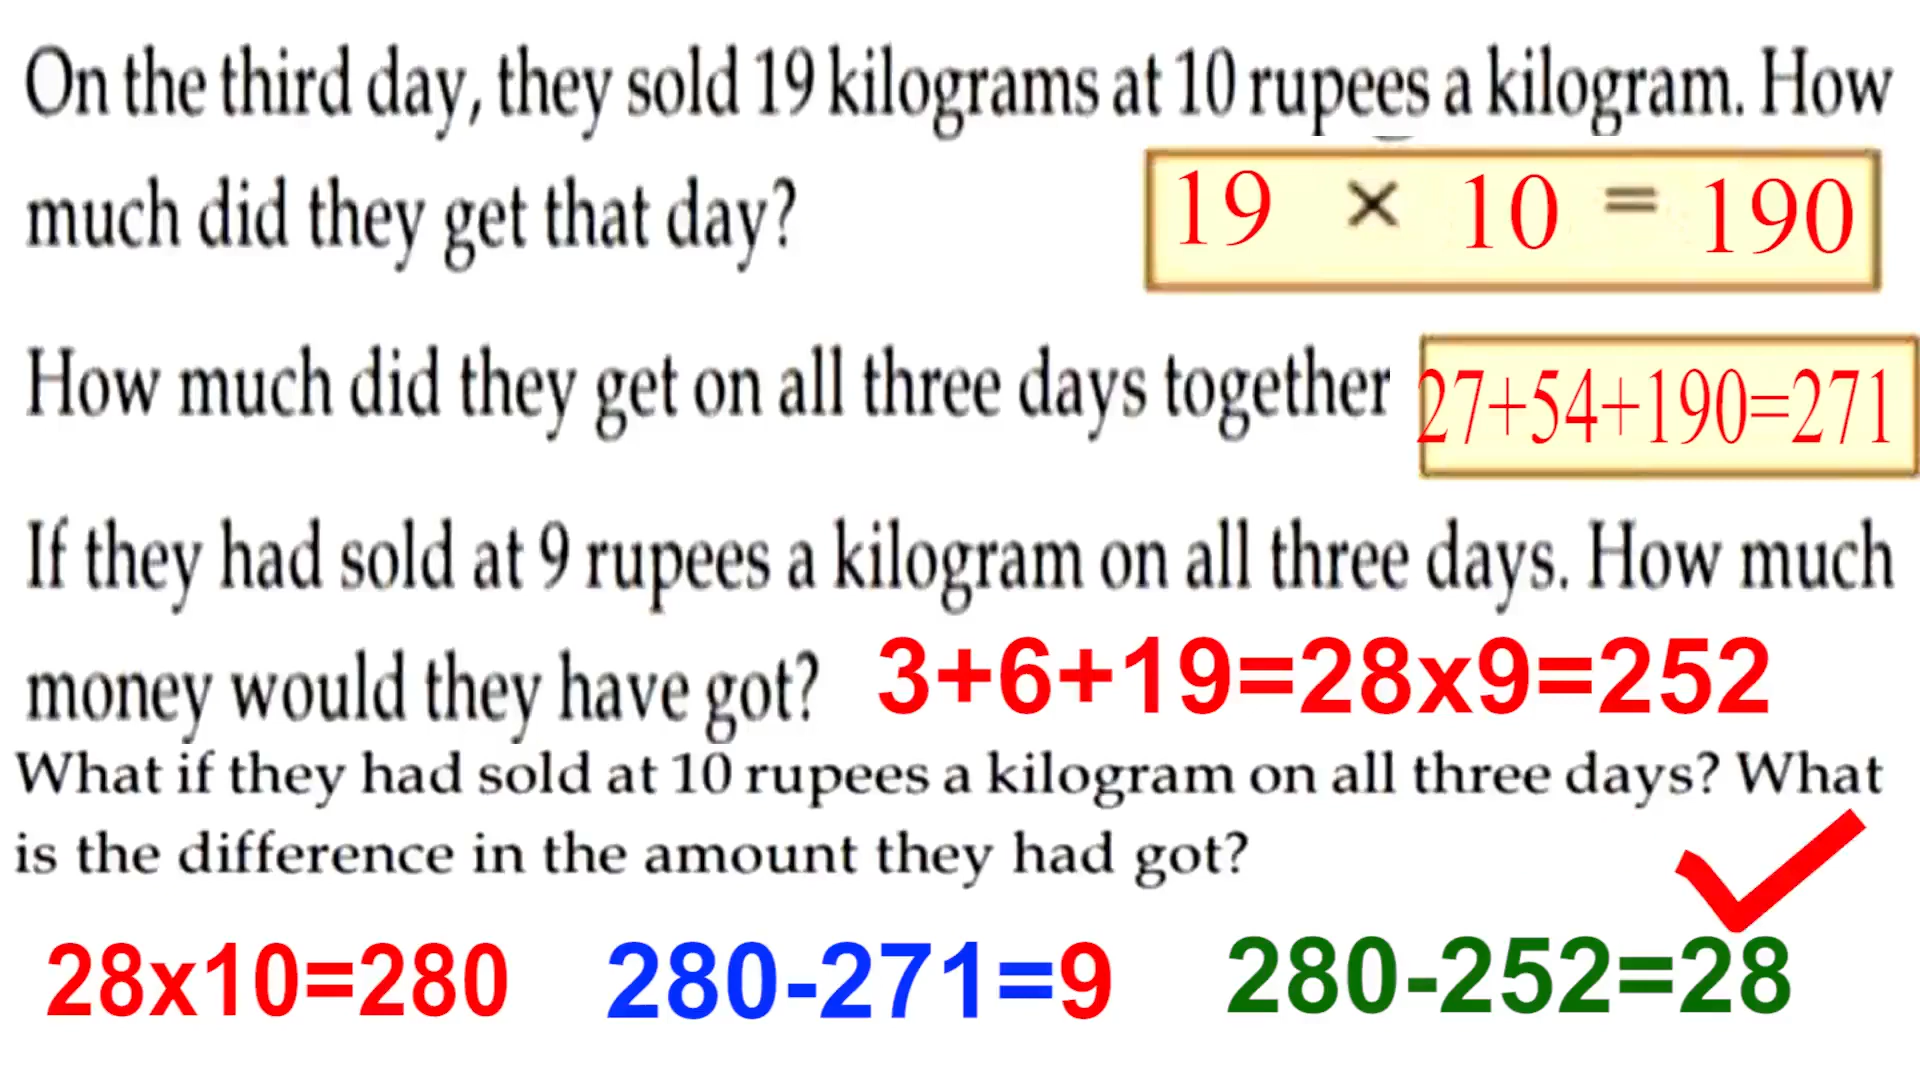 On the third day, they sold 19 kilograms at 10 rupees a kilogram. How
much did they get that day?
19 × 10 = 190
How much did they get on all three days together
27+54+190=271
If they had sold at 9 rupees a kilogram on all three days. How much
money would they have got?
3+6+19=28x9=252
What if they had sold at 10 rupees a kilogram on all three days? What
is the difference in the amount they had got?
28x10=280
280-271=9
280-252=28